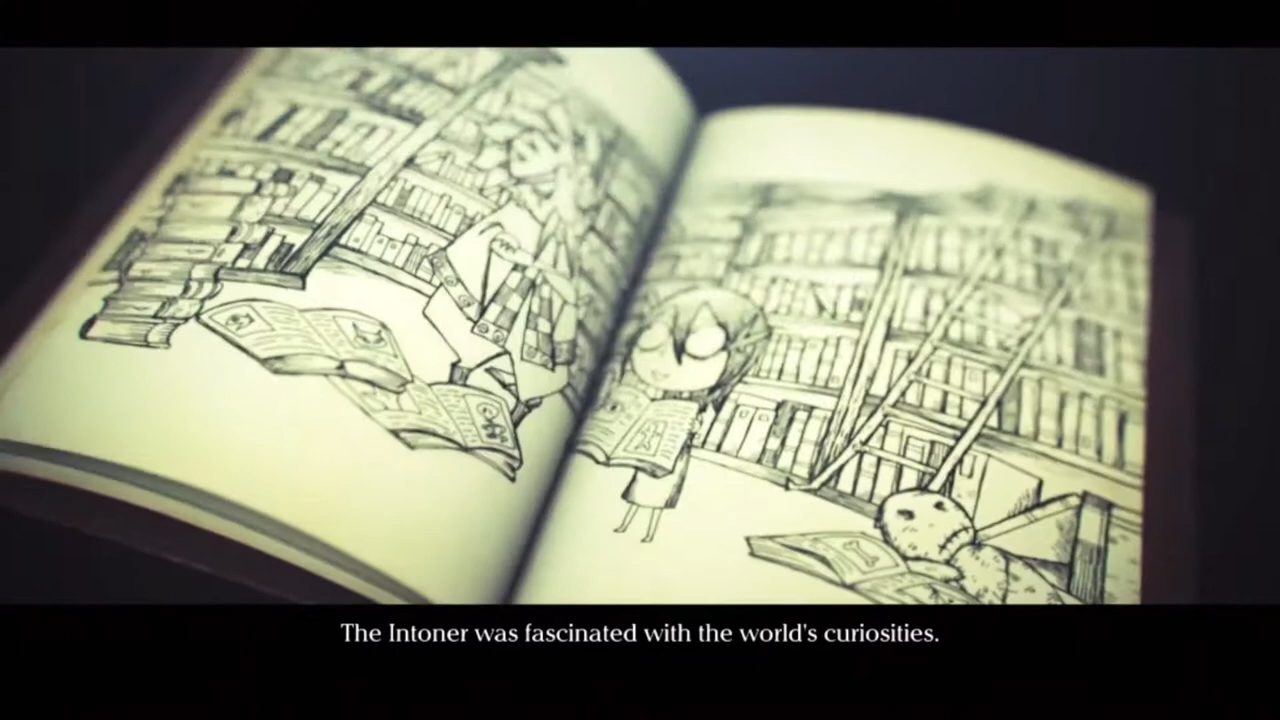 The Intoner was fascinated with the world's curiosities.